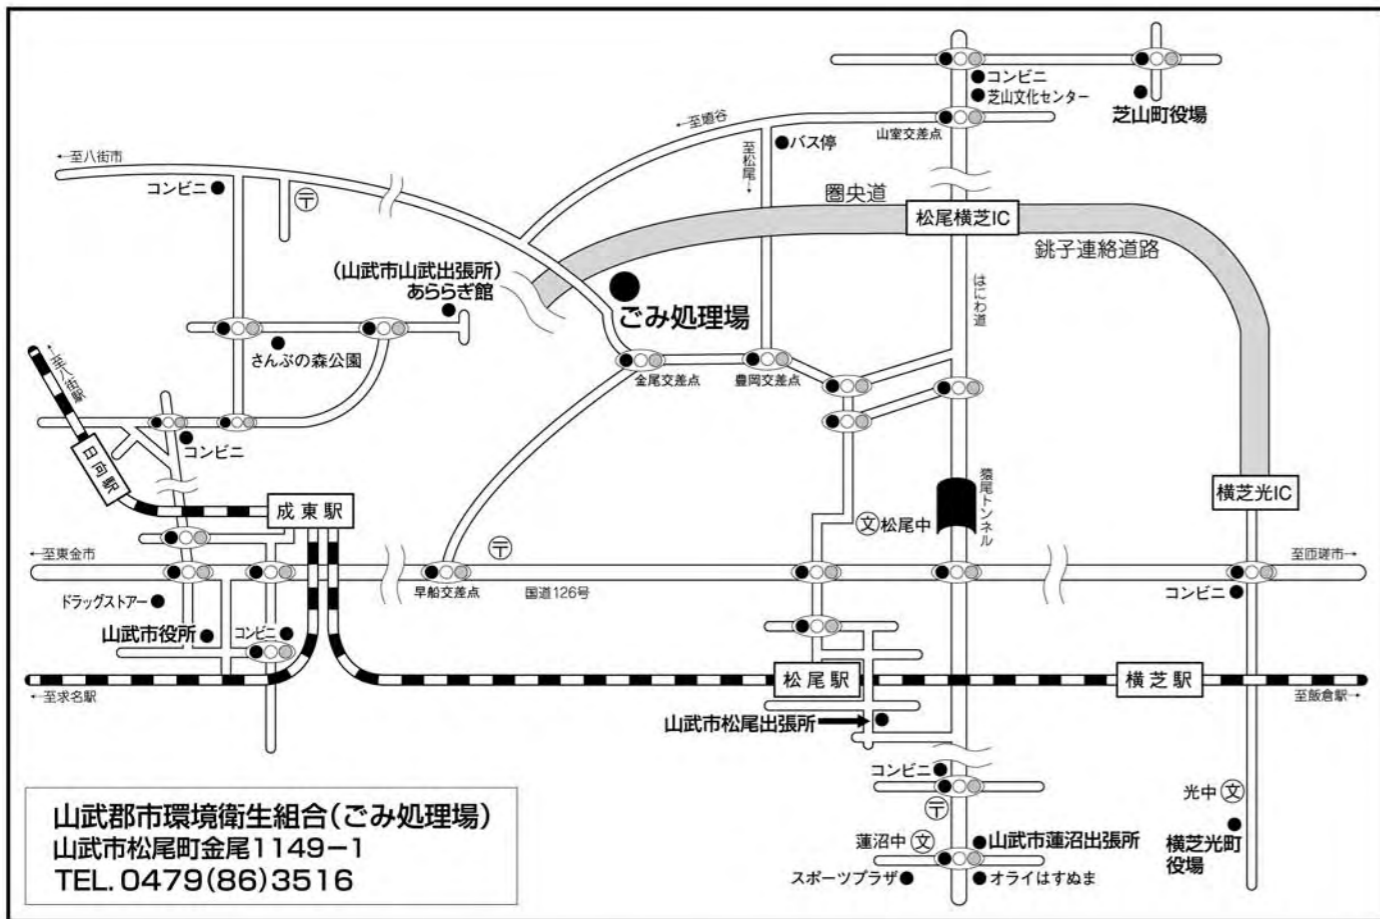 コンビニ
芝山文化センター
芝山町役場
←至埴谷
山室交差点
バス停
至松尾→
←至八街市
コンビニ
〒
圏央道
松尾横芝IC
銚子連絡道路
はにわ道
(山武市山武出張所)
あららぎ館
ごみ処理場
さんぶの森公園
金尾交差点
豊岡交差点
←至八街駅
コンビニ
日向駅
成東駅
猿尾トンネル
横芝光IC
文松尾中
〒
←至東金市
至匝瑳市→
早船交差点
国道126号
コンビニ
ドラッグストアー
山武市役所
コンビニ
松尾駅
横芝駅
←至求名駅
至飯倉駅→
山武市松尾出張所
コンビニ
〒
光中文
蓮沼中文
山武市蓮沼出張所
横芝光町
役場
スポーツプラザ
オライはすぬま
山武郡市環境衛生組合(ごみ処理場)
山武市松尾町金尾1149−1
TEL. 0479(86)3516